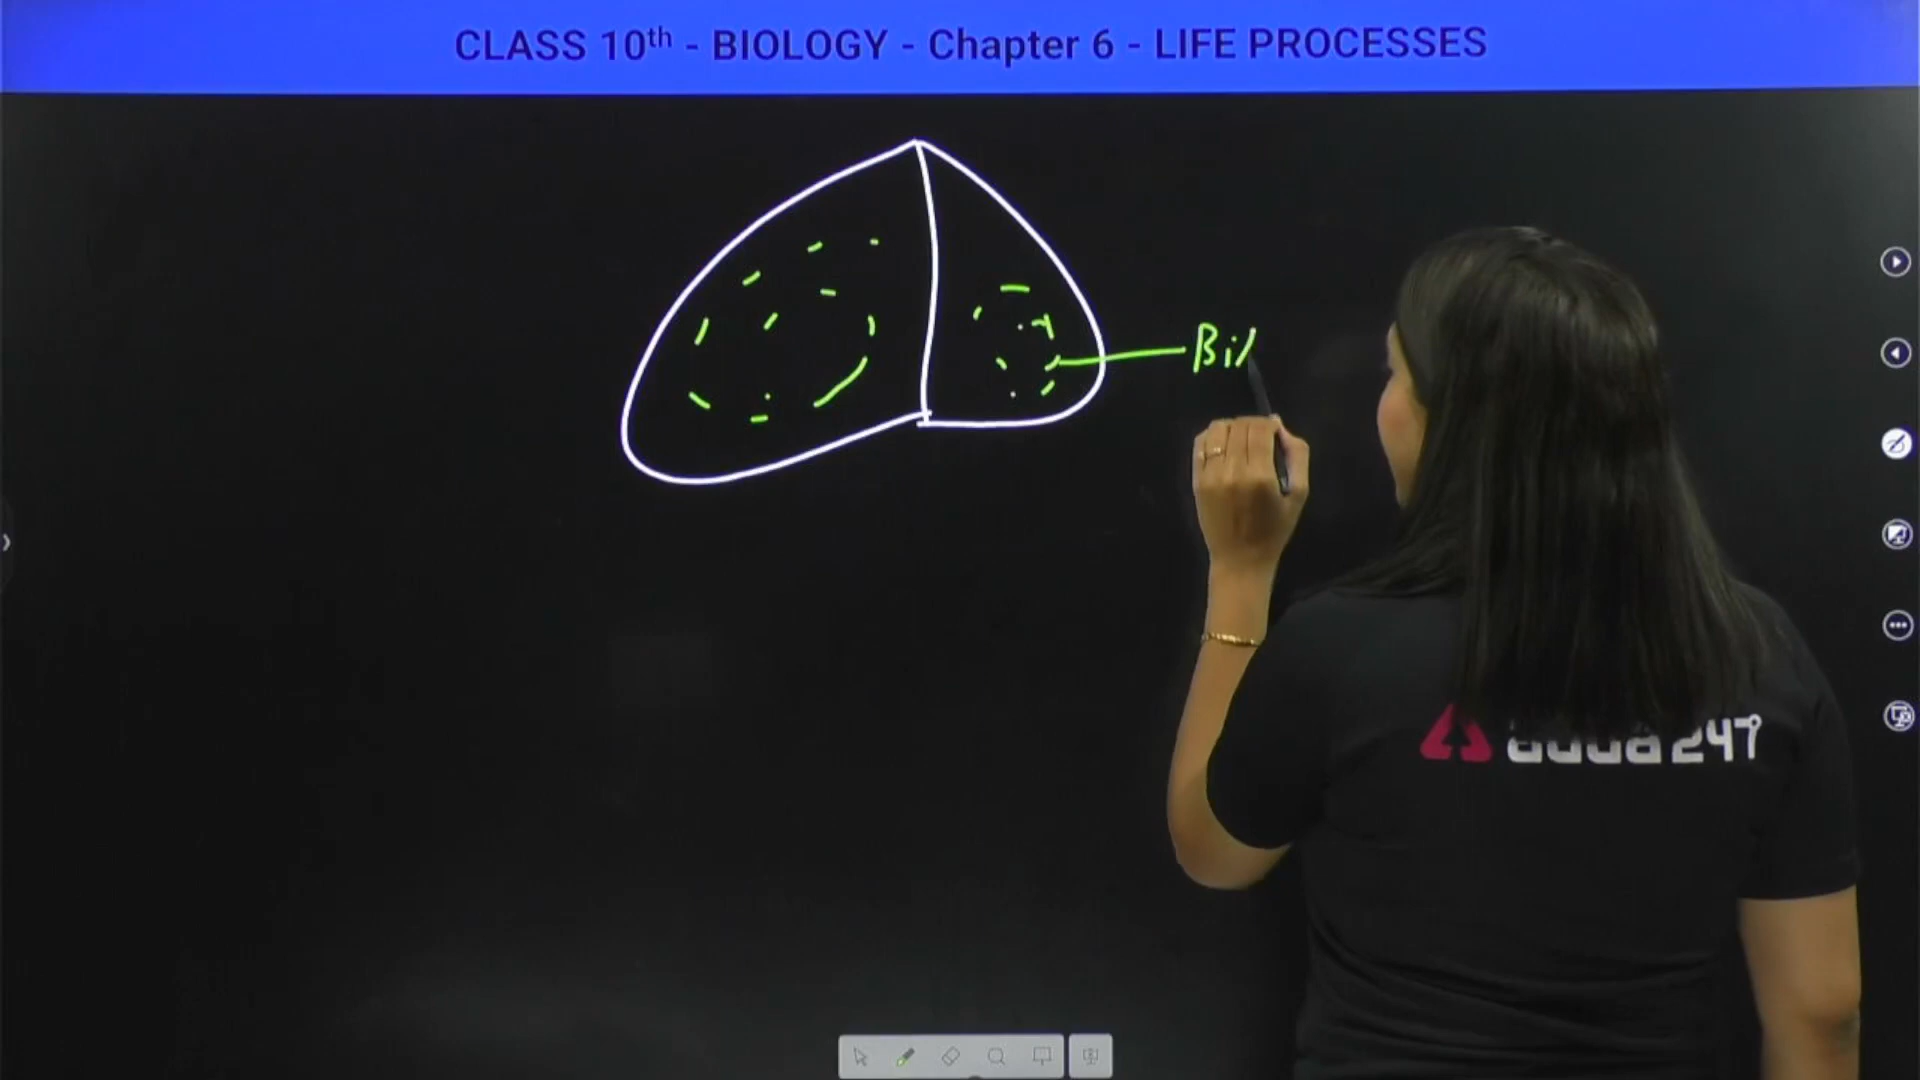 CLASS 10th - BIOLOGY - Chapter 6 - LIFE PROCESSES
Bil
adda247